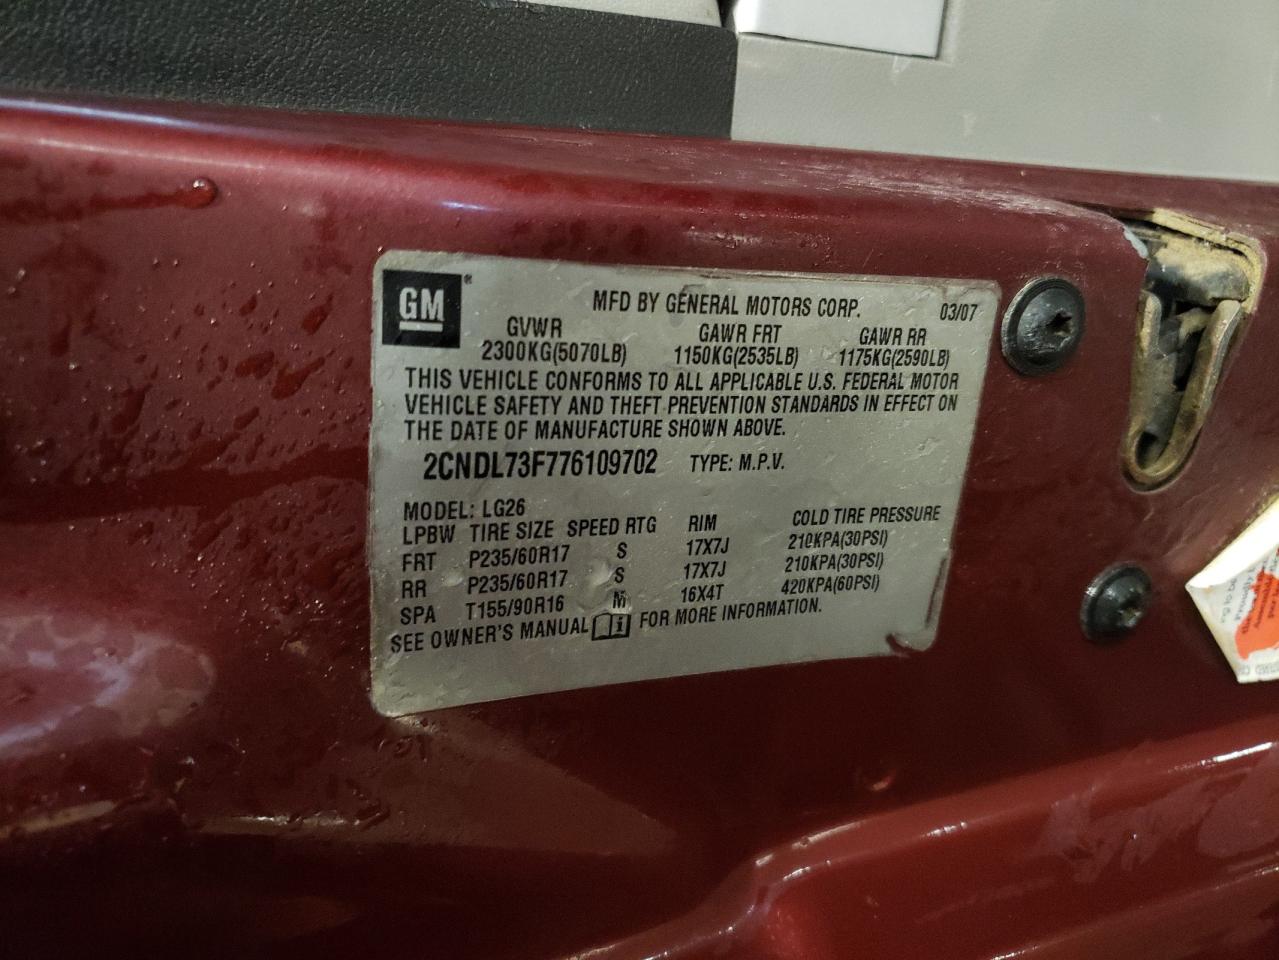 GM®
MFD BY GENERAL MOTORS CORP. 03/07
GVWR GAWR FRT GAWR RR
2300KG(5070LB) 1150KG(2535LB) 1175KG(2590LB)
THIS VEHICLE CONFORMS TO ALL APPLICABLE U.S. FEDERAL MOTOR
VEHICLE SAFETY AND THEFT PREVENTION STANDARDS IN EFFECT ON
THE DATE OF MANUFACTURE SHOWN ABOVE.
2CNDL73F776109702 TYPE: M.P.V.
MODEL: LG26
LPBW TIRE SIZE SPEED RTG RIM COLD TIRE PRESSURE
FRT P235/60R17 S 17X7J 210KPA(30PSI)
RR P235/60R17 S 17X7J 210KPA(30PSI)
SPA T155/90R16 M 16X4T 420KPA(60PSI)
SEE OWNER'S MANUAL FOR MORE INFORMATION.